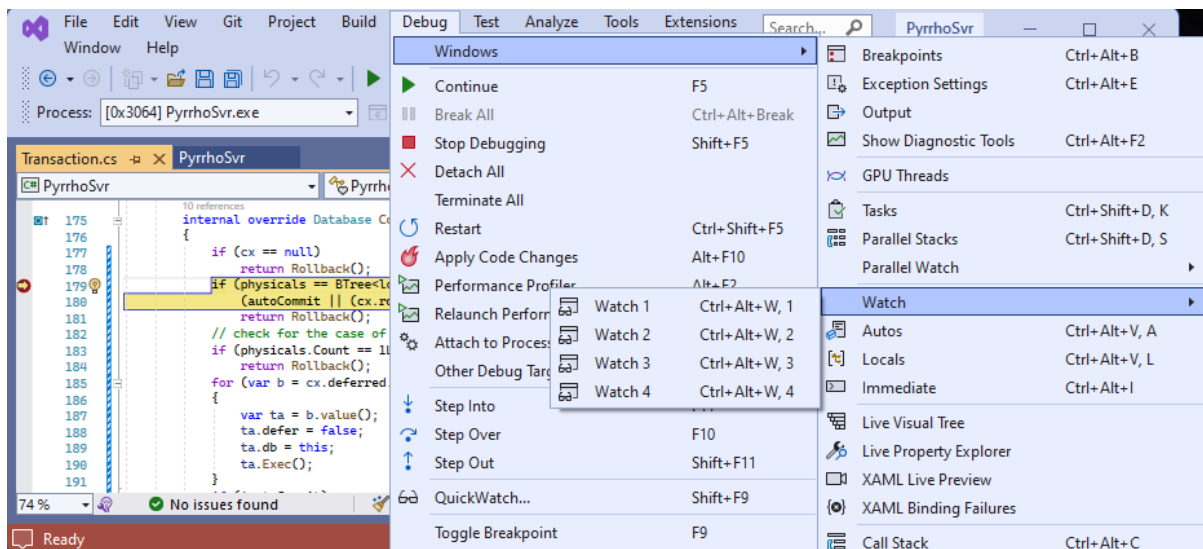 File Edit View Git Project Build Debug Test Analyze Tools Extensions Search... PyrrhoSvr
Window Help
Process: [0x3064] PyrrhoSvr.exe
Transaction.cs PyrrhoSvr
C# PyrrhoSvr Pyrrh
10 references
175 internal override Database Co
176 {
177 if (cx == null)
178 return Rollback();
179 if (physicals == BTree<lo
180 (autoCommit || (cx.ro
181 return Rollback();
182 // check for the case of
183 if (physicals.Count == 1L
184 return Rollback();
185 for (var b = cx.deferred.
186 {
187 var ta = b.value();
188 ta.defer = false;
189 ta.db = this;
190 ta.Exec();
191 }
74 % No issues found
Ready
Windows
Continue F5
Break All Ctrl+Alt+Break
Stop Debugging Shift+F5
Detach All
Terminate All
Restart Ctrl+Shift+F5
Apply Code Changes Alt+F10
Performance Profiler Alt+F2
Relaunch Perform
Attach to Process
Other Debug Targ
Step Into
Step Over F10
Step Out Shift+F11
QuickWatch... Shift+F9
Toggle Breakpoint F9
Watch 1 Ctrl+Alt+W, 1
Watch 2 Ctrl+Alt+W, 2
Watch 3 Ctrl+Alt+W, 3
Watch 4 Ctrl+Alt+W, 4
Breakpoints Ctrl+Alt+B
Exception Settings Ctrl+Alt+E
Output
Show Diagnostic Tools Ctrl+Alt+F2
GPU Threads
Tasks Ctrl+Shift+D, K
Parallel Stacks Ctrl+Shift+D, S
Parallel Watch
Watch
Autos Ctrl+Alt+V, A
Locals Ctrl+Alt+V, L
Immediate Ctrl+Alt+I
Live Visual Tree
Live Property Explorer
XAML Live Preview
XAML Binding Failures
Call Stack Ctrl+Alt+C